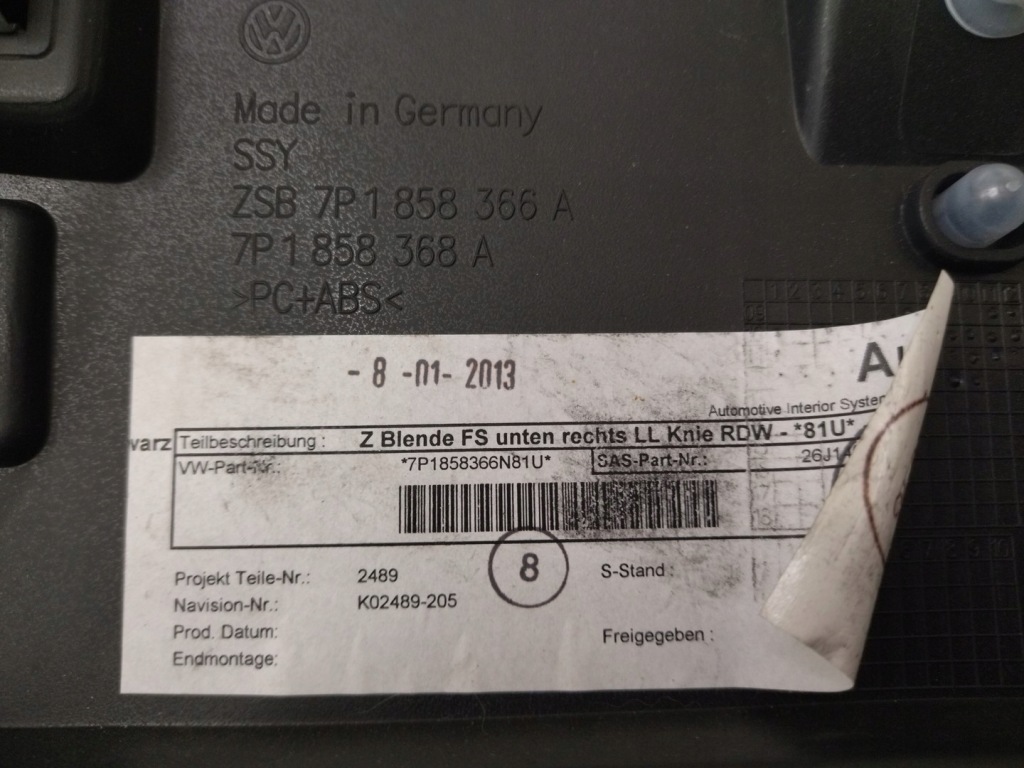 Made in Germany
SSY
ZSB 7P1 858 366 A
7P1 858 368 A
>PC+ABS<
- 8 -01- 2013
Automotive Interior
varz Teilbeschreibung : Z Blende FS unten rechts LL Knie RDW - *81U*
VW-Part-Nr.: *7P1858366N81U* SAS-Part-Nr.:
8
Projekt Teile-Nr.: 2489 S-Stand :
Navision-Nr.: K02489-205
Prod. Datum: Freigegeben :
Endmontage: